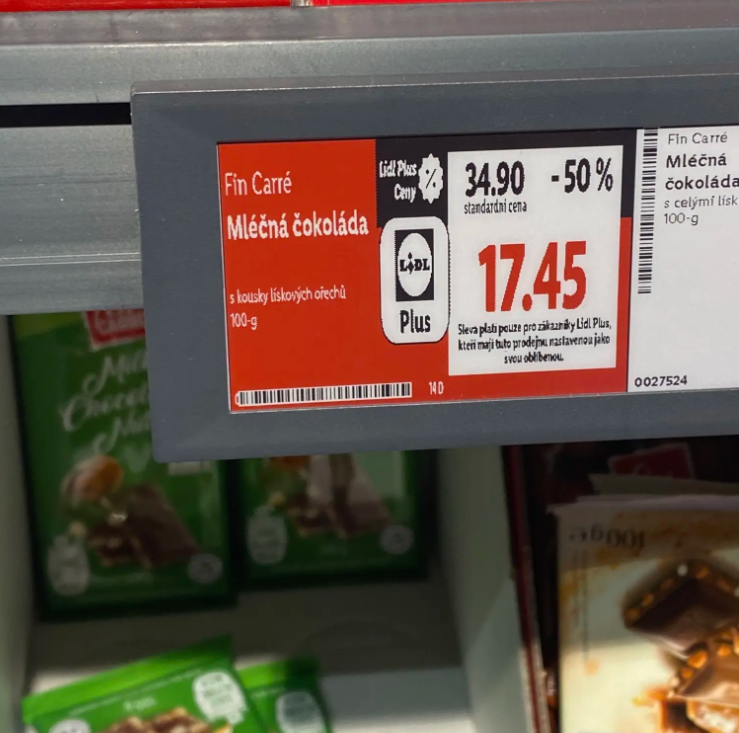 Fin Carré
Mléčná čokoláda
s kousky lískových ořechů
100-g
Lidl Plus
Ceny
%
LIDL
Plus
34.90 -50%
standardní cena
17.45
Sleva platí pouze pro zákazníky Lidl Plus,
kteří mají tuto prodejnu nastavenou jako
svou oblíbenou.
14D
Fin Carré
Mléčná
čokoláda
s celými lísk
100-g
0027524
Milk
Chocolate
100g